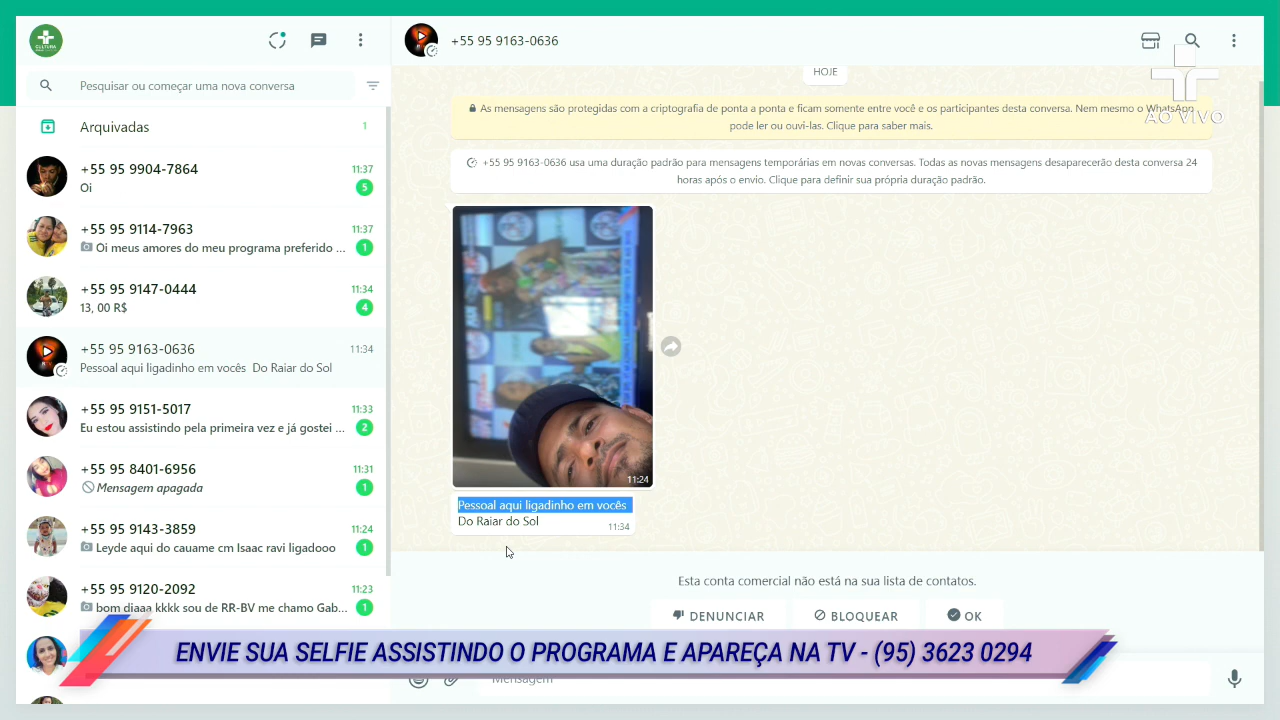 CULTURA
Pesquisar ou começar uma nova conversa
Arquivadas
1
+55 95 9904-7864
11:37
Oi
5
+55 95 9114-7963
11:37
Oi meus amores do meu programa preferido ...
1
+55 95 9147-0444
11:34
13, 00 R$
4
+55 95 9163-0636
11:34
Pessoal aqui ligadinho em vocês Do Raiar do Sol
+55 95 9151-5017
11:33
Eu estou assistindo pela primeira vez e já gostei ...
2
+55 95 8401-6956
11:31
Mensagem apagada
1
+55 95 9143-3859
11:24
Leyde aqui do cauame cm Isaac ravi ligadooo
1
+55 95 9120-2092
11:23
bom diaaa kkkk sou de RR-BV me chamo Gab...
1
+55 95 9163-0636
HOJE
As mensagens são protegidas com a criptografia de ponta a ponta e ficam somente entre você e os participantes desta conversa. Nem mesmo o WhatsApp
pode ler ou ouvi-las. Clique para saber mais.
AO VIVO
+55 95 9163-0636 usa uma duração padrão para mensagens temporárias em novas conversas. Todas as novas mensagens desaparecerão desta conversa 24
horas após o envio. Clique para definir sua própria duração padrão.
11:24
Pessoal aqui ligadinho em vocês
Do Raiar do Sol
11:34
Esta conta comercial não está na sua lista de contatos.
DENUNCIAR
BLOQUEAR
OK
ENVIE SUA SELFIE ASSISTINDO O PROGRAMA E APAREÇA NA TV - (95) 3623 0294
Mensagem